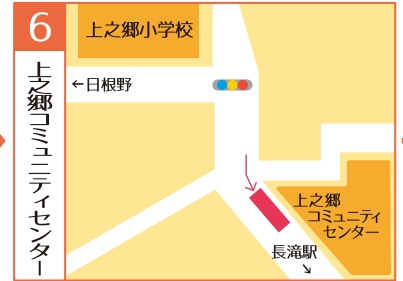 6
上之郷コミュニティセンター
上之郷小学校
←日根野
上之郷
コミュニティ
センター
長滝駅
↘